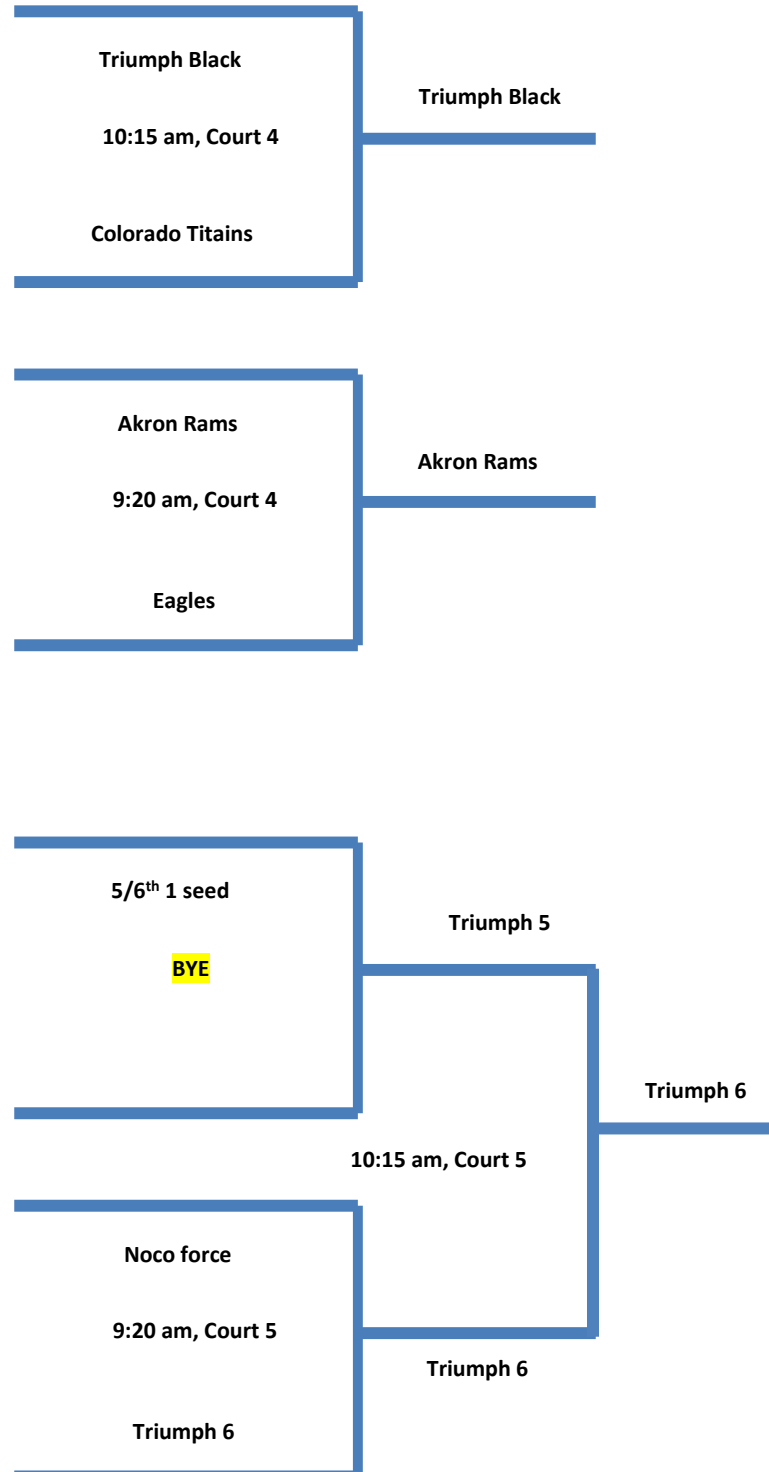 Triumph Black
Triumph Black
10:15 am, Court 4
Colorado Titains
Akron Rams
Akron Rams
9:20 am, Court 4
Eagles
5/6th 1 seed
Triumph 5
BYE
Triumph 6
10:15 am, Court 5
Noco force
9:20 am, Court 5
Triumph 6
Triumph 6